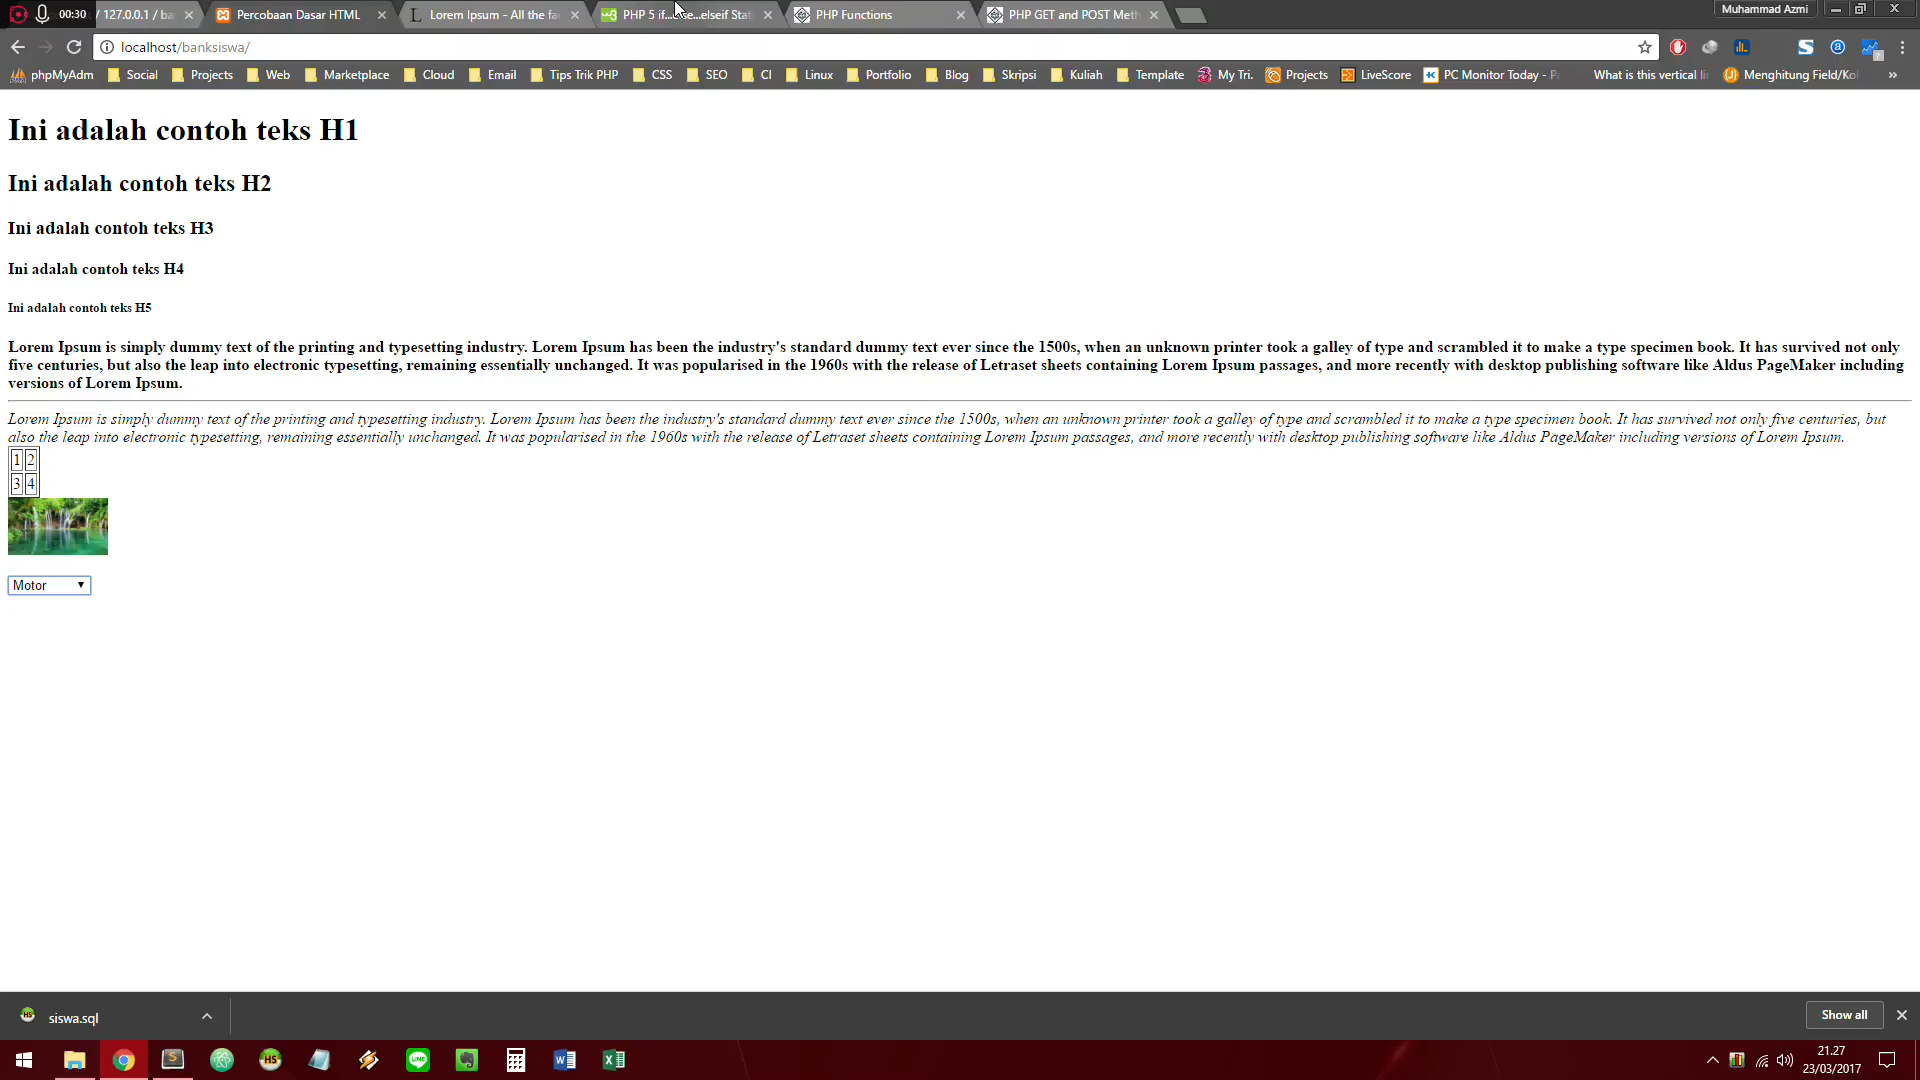 00:30
/ 127.0.0.1 / ba
Percobaan Dasar HTML
Lorem Ipsum - All the fa
PHP 5 if...else...elseif Stat
PHP Functions
PHP GET and POST Meth
Muhammad Azmi
localhost/banksiswa/
phpMyAdm
Social
Projects
Web
Marketplace
Cloud
Email
Tips Trik PHP
CSS
SEO
CI
Linux
Portfolio
Blog
Skripsi
Kuliah
Template
My Tri.
Projects
LiveScore
PC Monitor Today - Pa
What is this vertical li
Menghitung Field/Kol
»
Ini adalah contoh teks H1
Ini adalah contoh teks H2
Ini adalah contoh teks H3
Ini adalah contoh teks H4
Ini adalah contoh teks H5
Lorem Ipsum is simply dummy text of the printing and typesetting industry. Lorem Ipsum has been the industry's standard dummy text ever since the 1500s, when an unknown printer took a galley of type and scrambled it to make a type specimen book. It has survived not only
five centuries, but also the leap into electronic typesetting, remaining essentially unchanged. It was popularised in the 1960s with the release of Letraset sheets containing Lorem Ipsum passages, and more recently with desktop publishing software like Aldus PageMaker including
versions of Lorem Ipsum.
Lorem Ipsum is simply dummy text of the printing and typesetting industry. Lorem Ipsum has been the industry's standard dummy text ever since the 1500s, when an unknown printer took a galley of type and scrambled it to make a type specimen book. It has survived not only five centuries, but
also the leap into electronic typesetting, remaining essentially unchanged. It was popularised in the 1960s with the release of Letraset sheets containing Lorem Ipsum passages, and more recently with desktop publishing software like Aldus PageMaker including versions of Lorem Ipsum.
1 2
3 4
Motor
siswa.sql
Show all
21.27
23/03/2017